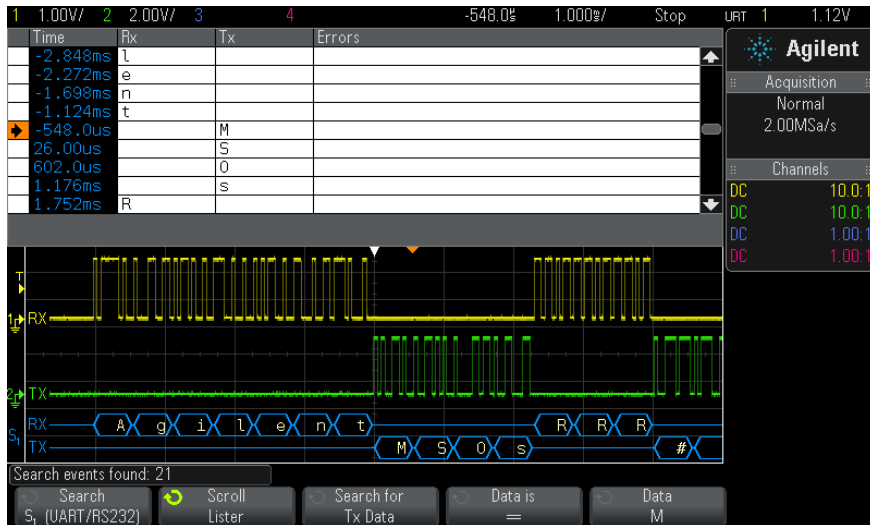 1 1.00V/ 2 2.00V/ 3 4 -548.0us 1.000ms/ Stop URT 1 1.12V
Time Rx Tx Errors
-2.848ms l
-2.272ms e
-1.698ms n
-1.124ms t
-548.0us M
26.00us S
602.0us O
1.176ms s
1.752ms R
Agilent
Acquisition
Normal
2.00MSa/s
Channels
DC 10.0:1
DC 10.0:1
DC 1.00:1
DC 1.00:1
T
1 RX
2 TX
S1 RX A g i l e n t R R R
TX M S O s #
Search events found: 21
Search Scroll Search for Data is Data
S1 (UART/RS232) Lister Tx Data = M